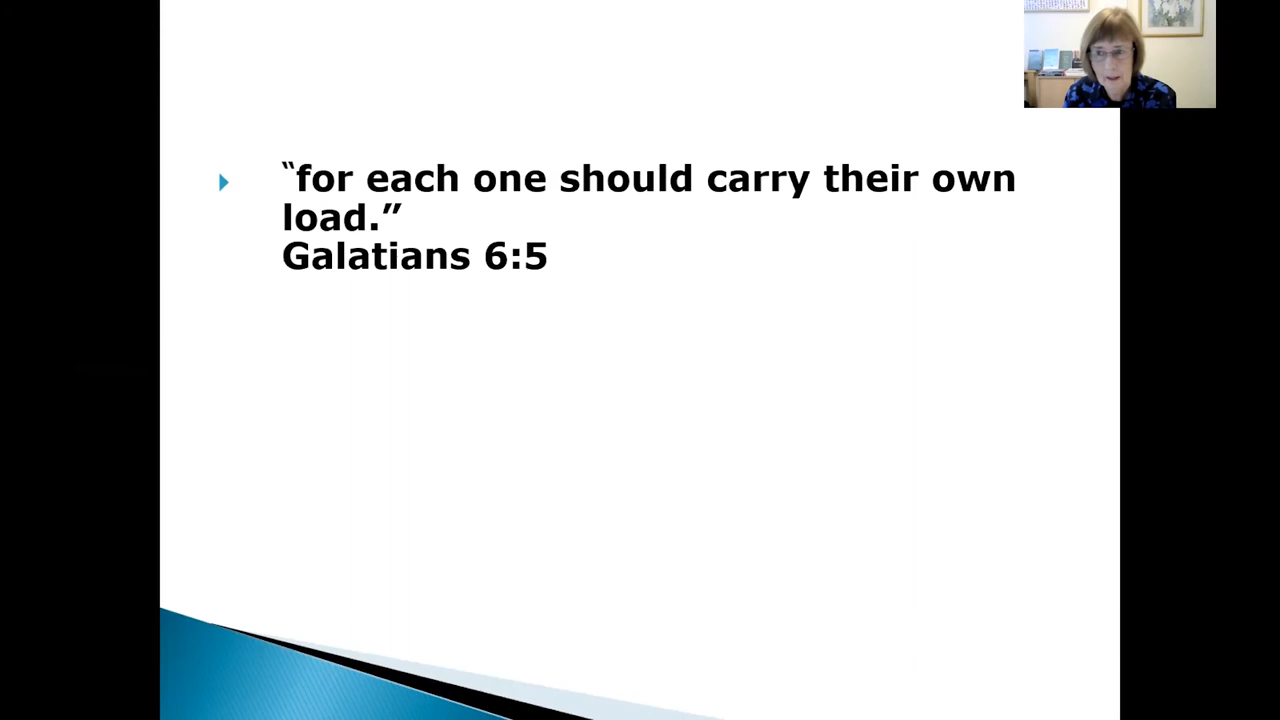 “for each one should carry their own
load.”
Galatians 6:5